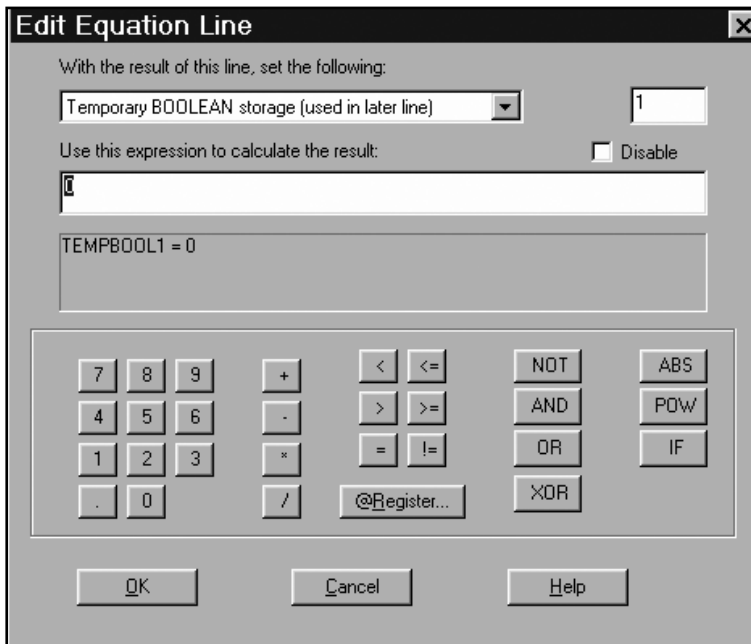 Edit Equation Line
With the result of this line, set the following:
Temporary BOOLEAN storage (used in later line)
1
Use this expression to calculate the result:
Disable
0
TEMPBOOL1 = 0
7 8 9 + < <= NOT ABS
4 5 6 - > >= AND POW
1 2 3 * = != OR IF
. 0 / @Register... XOR
OK Cancel Help